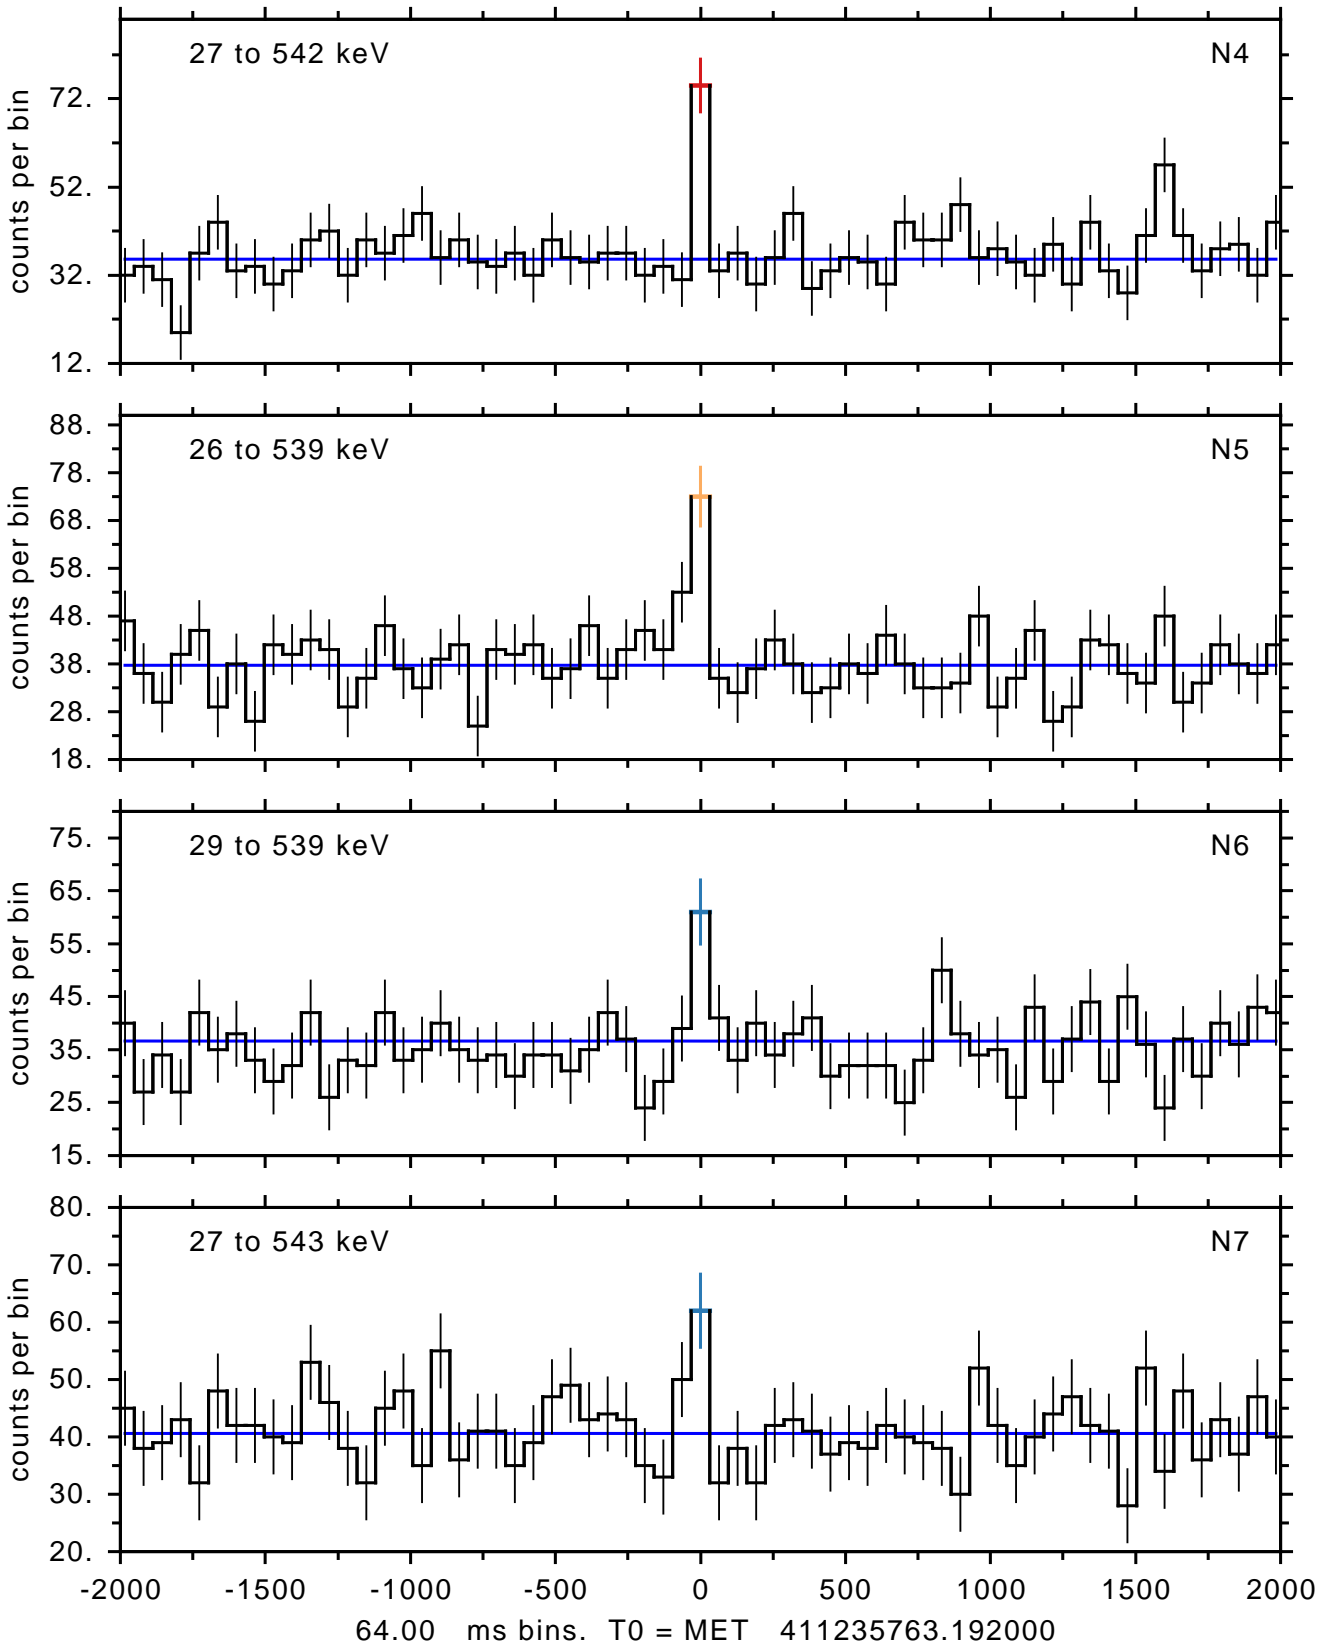 27 to 542 keV N4
counts per bin
72.
52.
32.
12.
26 to 539 keV N5
counts per bin
88.
78.
68.
58.
48.
38.
28.
18.
29 to 539 keV N6
counts per bin
75.
65.
55.
45.
35.
25.
15.
27 to 543 keV N7
counts per bin
80.
70.
60.
50.
40.
30.
20.
-2000 -1500 -1000 -500 0 500 1000 1500 2000
64.00 ms bins. T0 = MET 411235763.192000